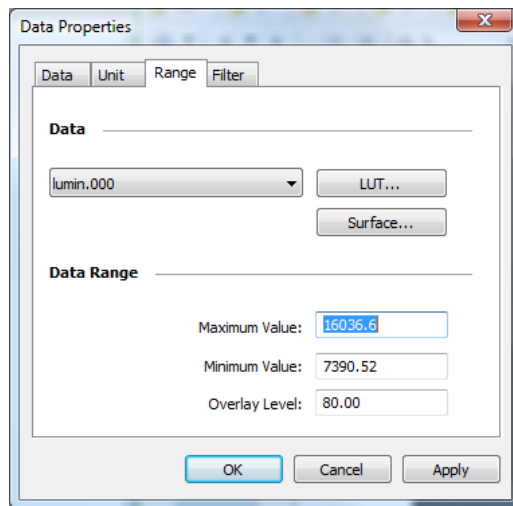 Data Properties
Data Unit Range Filter
Data
lumin.000 LUT...
Surface...
Data Range
Maximum Value: 16036.6
Minimum Value: 7390.52
Overlay Level: 80.00
OK Cancel Apply